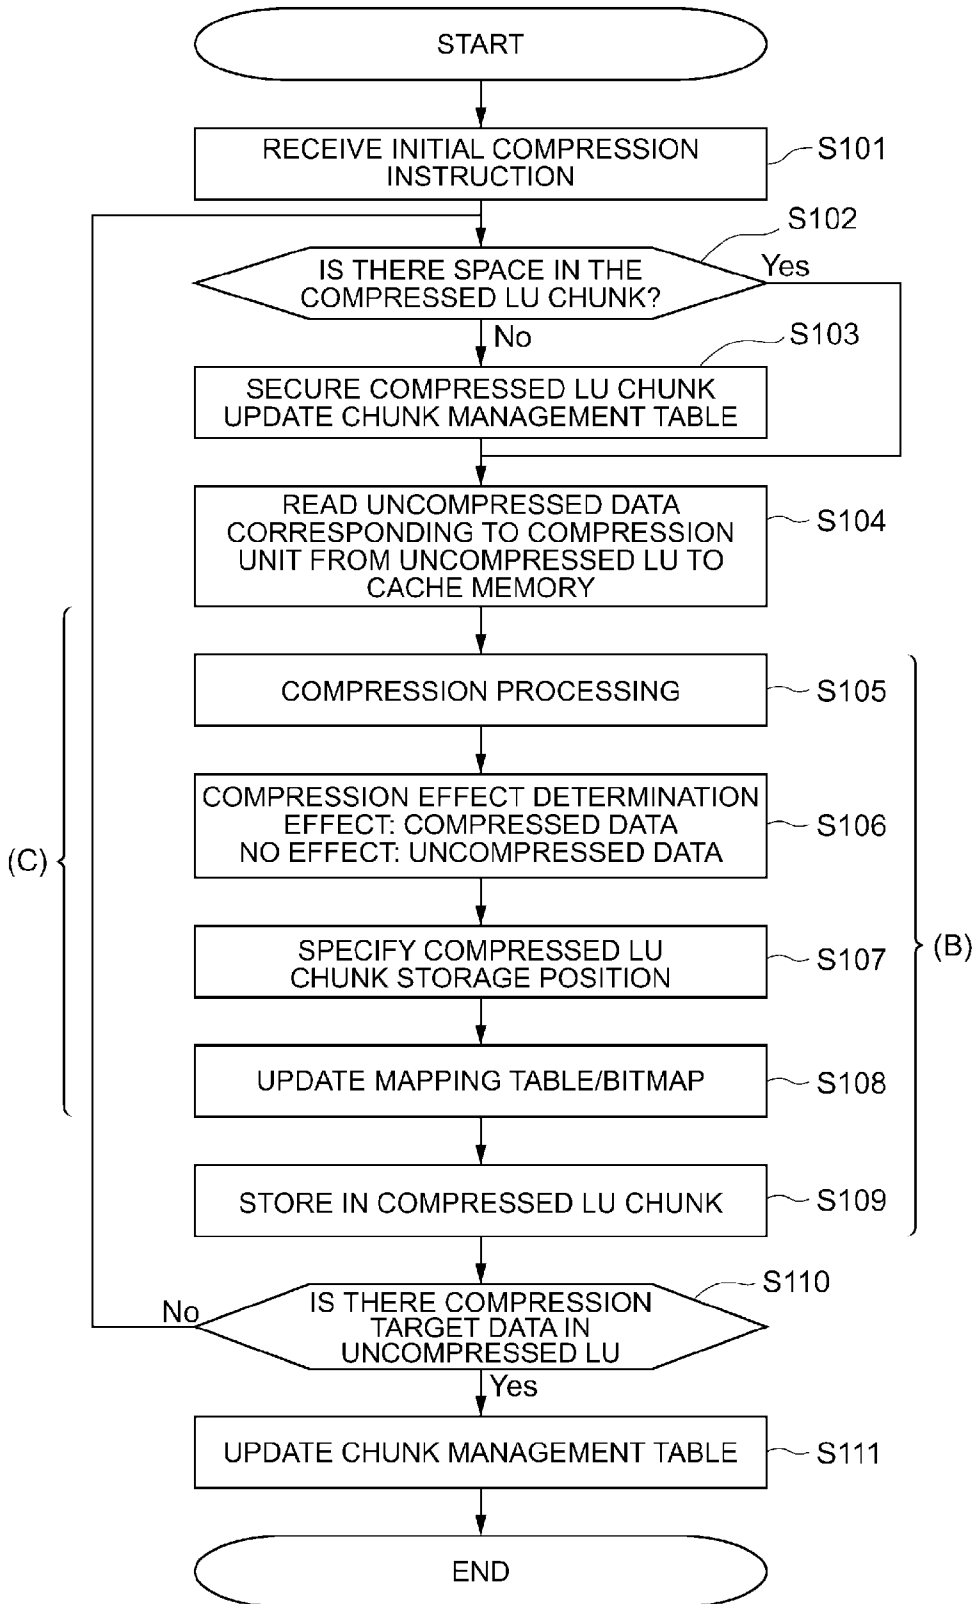 START
RECEIVE INITIAL COMPRESSION
INSTRUCTION
S101
S102
IS THERE SPACE IN THE
COMPRESSED LU CHUNK?
Yes
No
S103
SECURE COMPRESSED LU CHUNK
UPDATE CHUNK MANAGEMENT TABLE
READ UNCOMPRESSED DATA
CORRESPONDING TO COMPRESSION
UNIT FROM UNCOMPRESSED LU TO
CACHE MEMORY
S104
COMPRESSION PROCESSING
S105
COMPRESSION EFFECT DETERMINATION
EFFECT: COMPRESSED DATA
NO EFFECT: UNCOMPRESSED DATA
S106
(C)
SPECIFY COMPRESSED LU
CHUNK STORAGE POSITION
S107
(B)
UPDATE MAPPING TABLE/BITMAP
S108
STORE IN COMPRESSED LU CHUNK
S109
S110
IS THERE COMPRESSION
TARGET DATA IN
UNCOMPRESSED LU
No
Yes
UPDATE CHUNK MANAGEMENT TABLE
S111
END